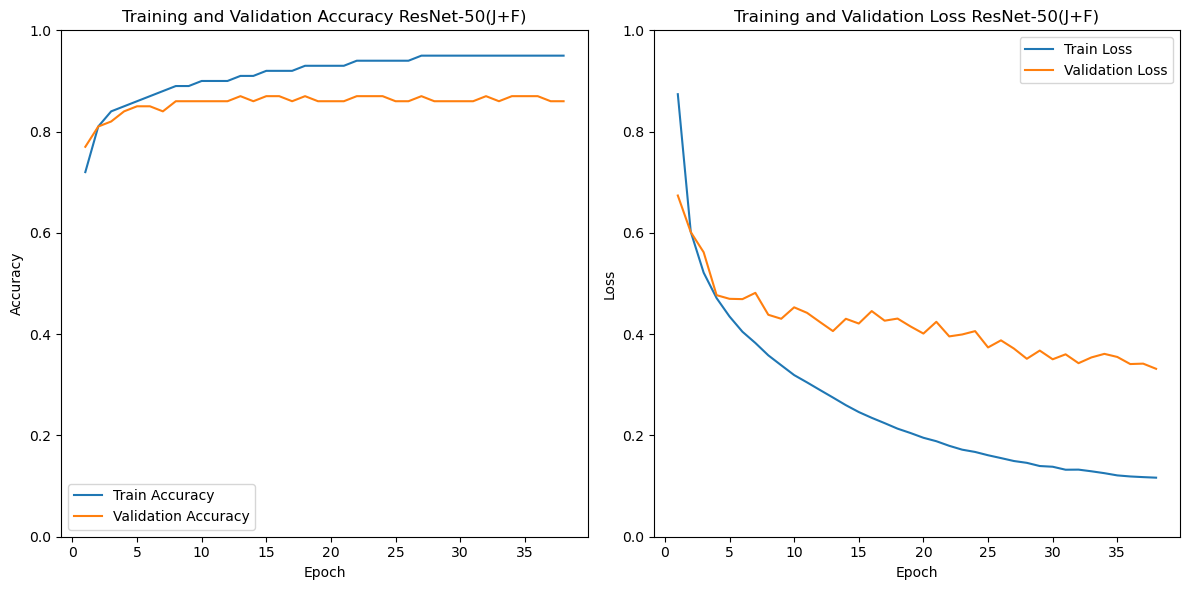 Training and Validation Accuracy ResNet-50(J+F)
1.0
0.8
0.6
0.4
0.2
0.0
Accuracy
Train Accuracy
Validation Accuracy
0 5 10 15 20 25 30 35
Epoch
Training and Validation Loss ResNet-50(J+F)
1.0
0.8
0.6
0.4
0.2
0.0
Loss
Train Loss
Validation Loss
0 5 10 15 20 25 30 35
Epoch